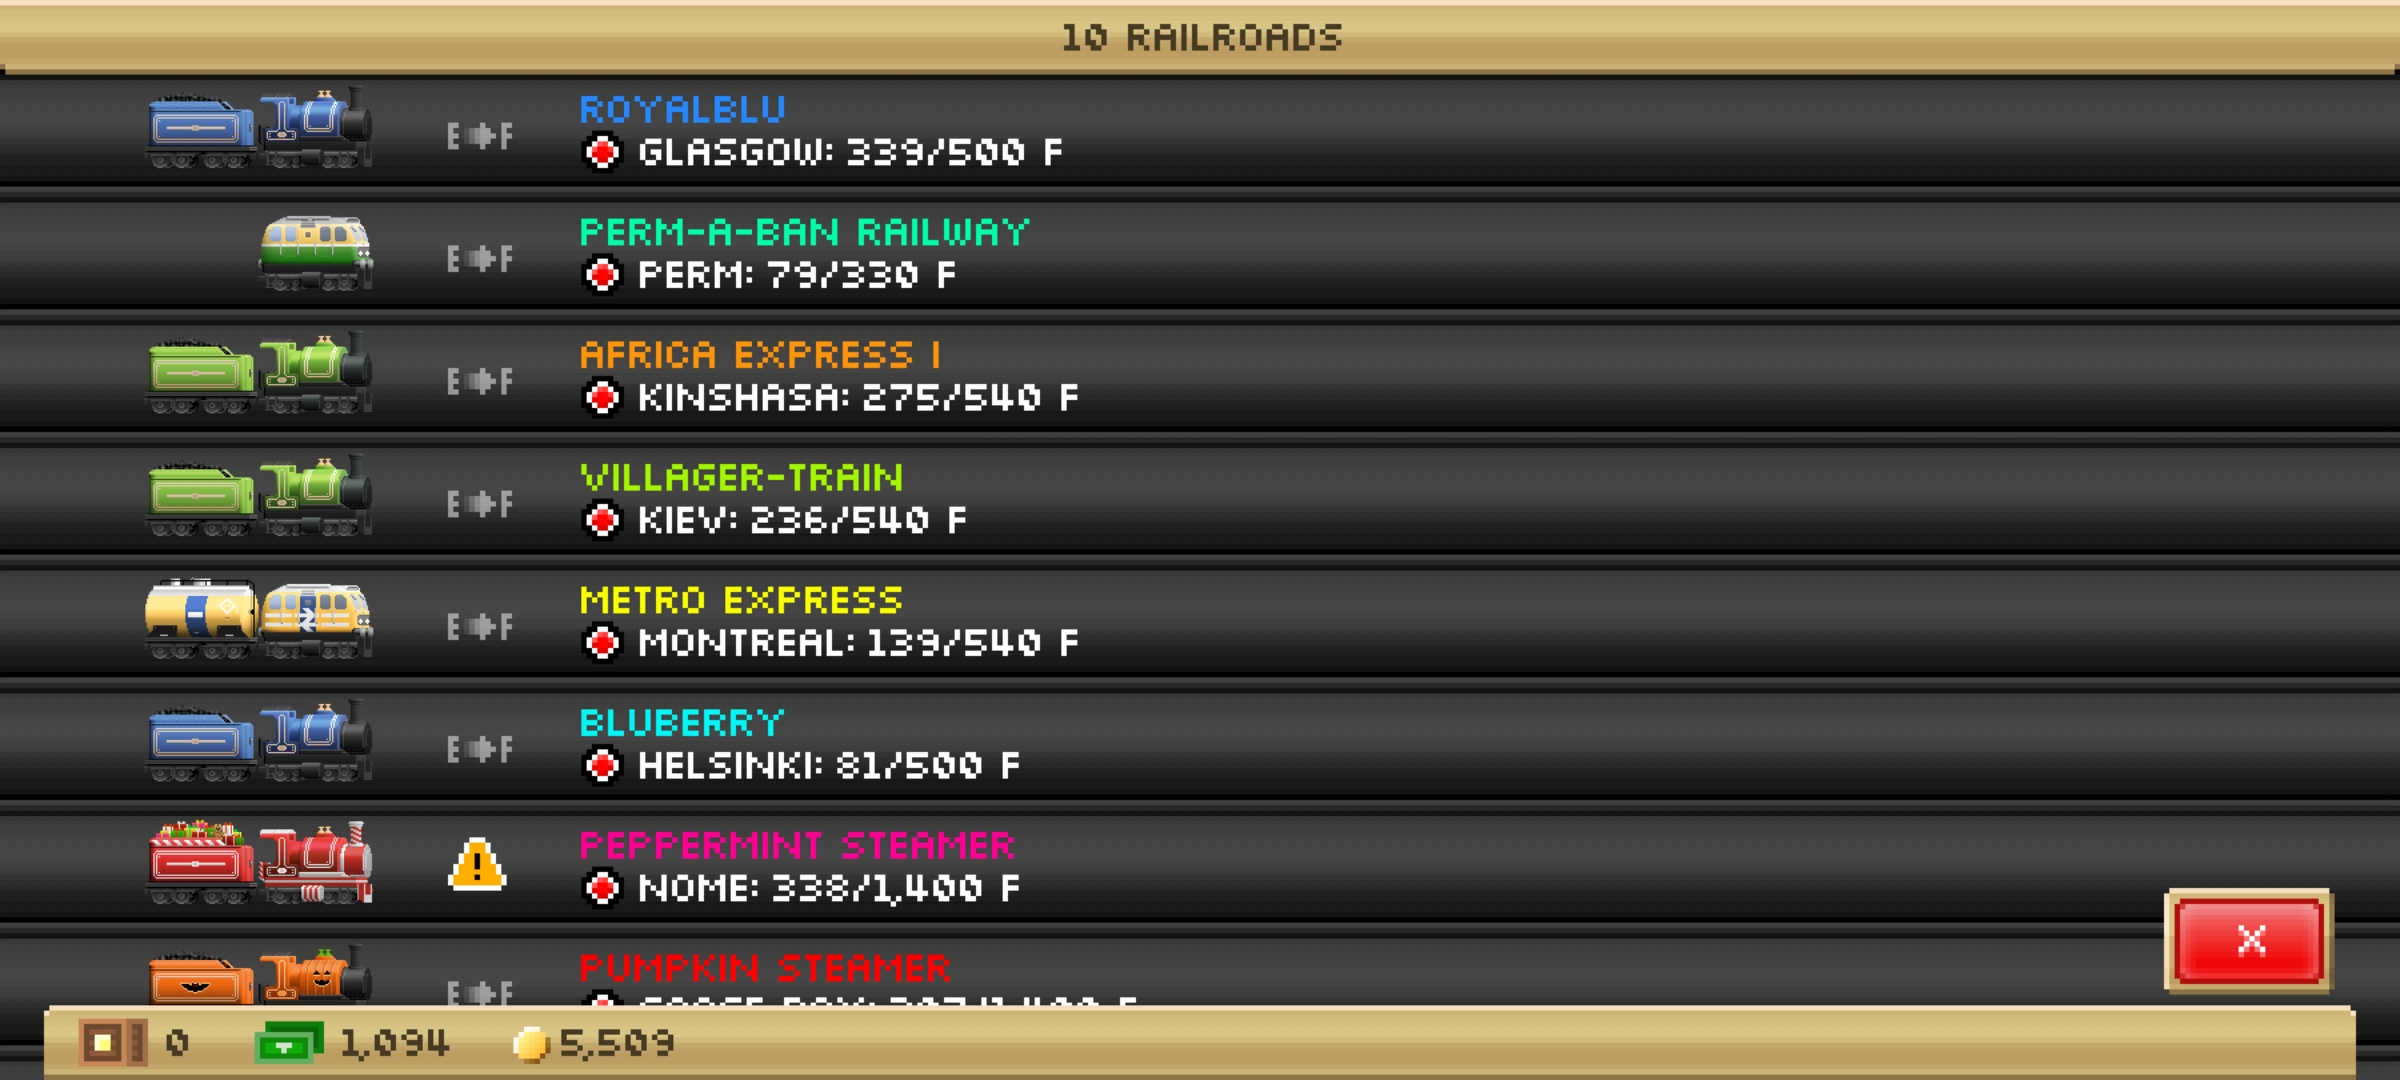 10 RAILROADS
ROYALBLU
E F GLASGOW: 339/500 F
PERM-A-BAN RAILWAY
E F PERM: 79/330 F
AFRICA EXPRESS I
E F KINSHASA: 275/540 F
VILLAGER-TRAIN
E F KIEV: 236/540 F
METRO EXPRESS
E F MONTREAL: 139/540 F
BLUBERRY
E F HELSINKI: 81/500 F
PEPPERMINT STEAMER
! NOME: 338/1,400 F
PUMPKIN STEAMER
E F
X
0 1,094 5,509